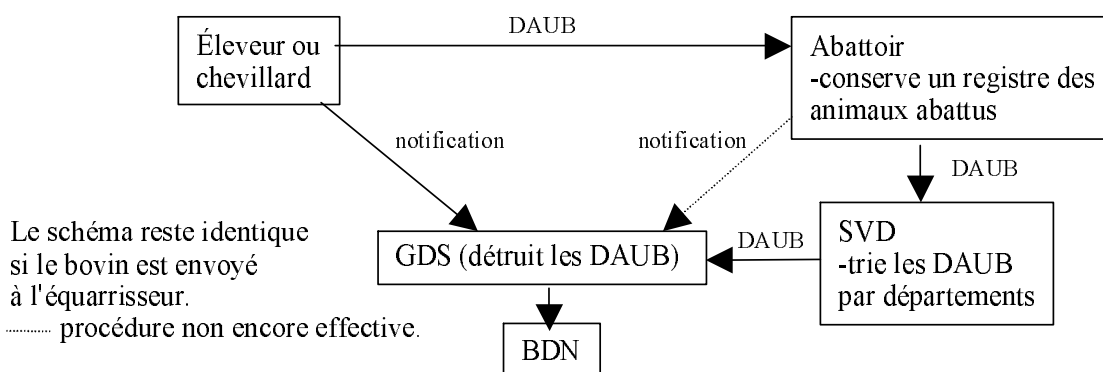 DAUB
Éleveur ou
chevillard
Abattoir
-conserve un registre des
animaux abattus
notification
notification
DAUB
Le schéma reste identique
si le bovin est envoyé
à l'équarrisseur.
procédure non encore effective.
GDS (détruit les DAUB)
DAUB
SVD
-trie les DAUB
par départements
BDN